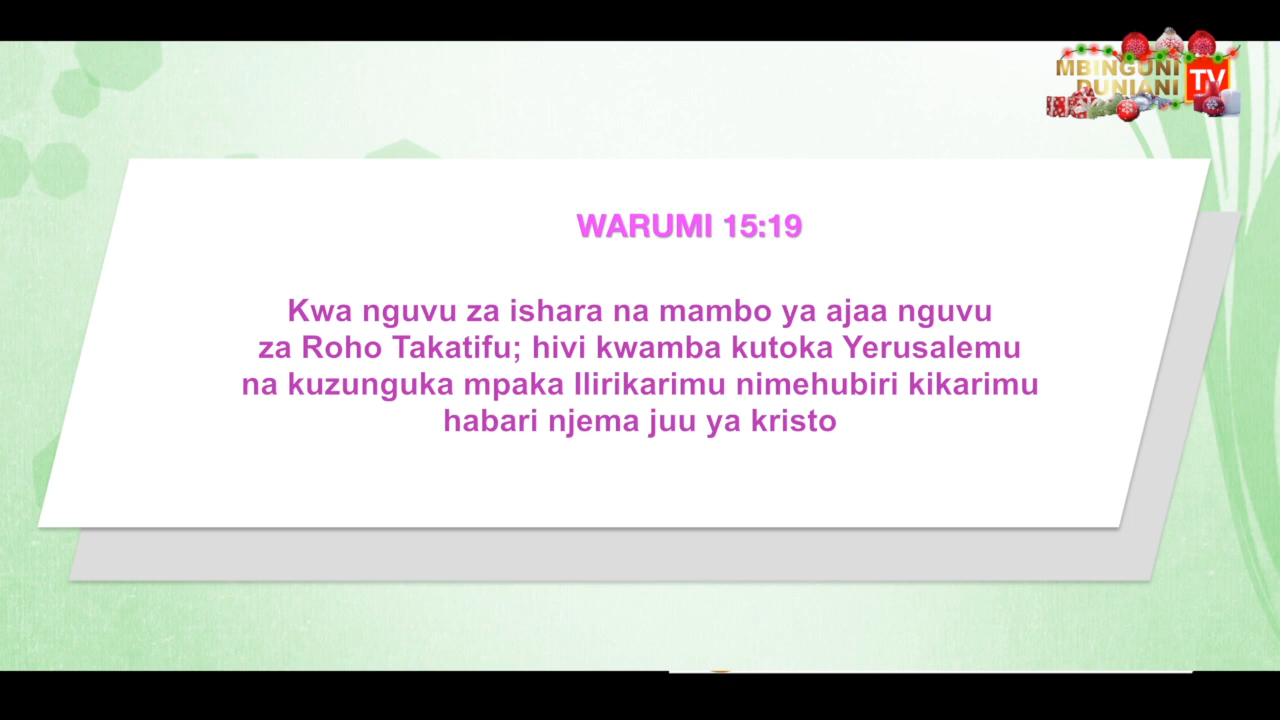 MBINGUNI
DUNIANI TV
WARUMI 15:19
Kwa nguvu za ishara na mambo ya ajaa nguvu
za Roho Takatifu; hivi kwamba kutoka Yerusalemu
na kuzunguka mpaka Ilirikarimu nimehubiri kikarimu
habari njema juu ya kristo